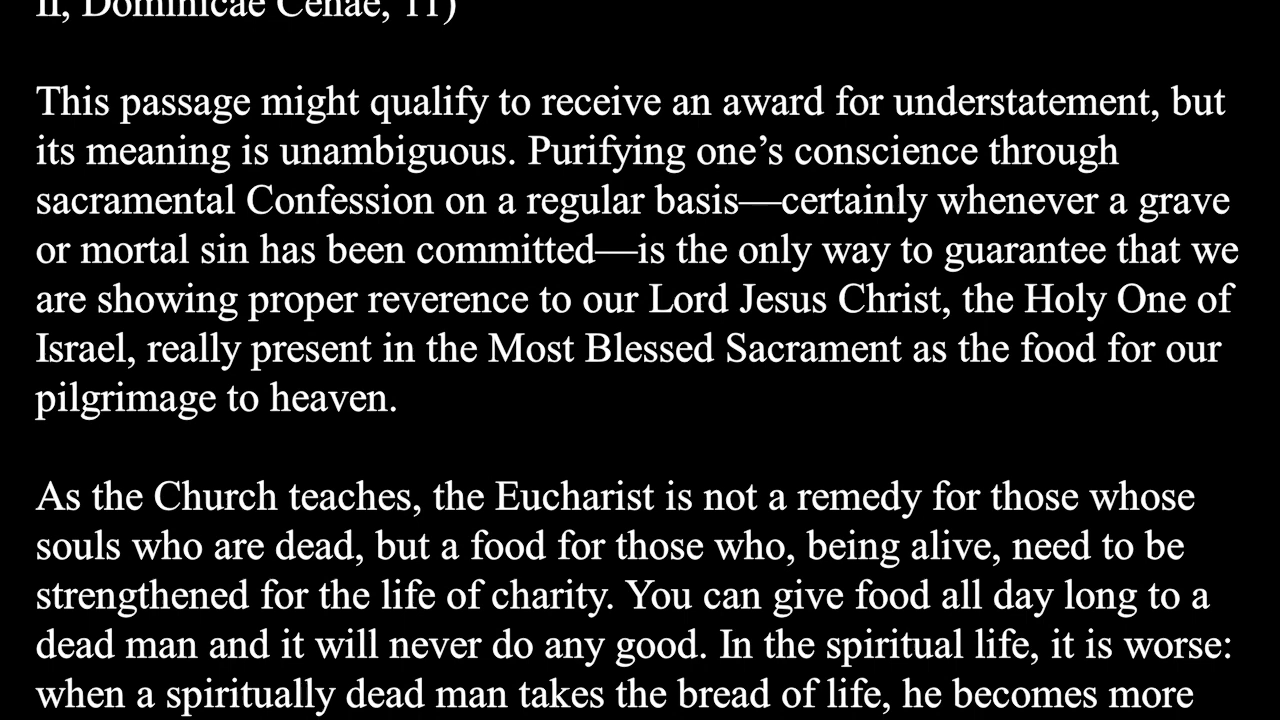 II, Dominicae Cenae, 11)
This passage might qualify to receive an award for understatement, but
its meaning is unambiguous. Purifying one’s conscience through
sacramental Confession on a regular basis—certainly whenever a grave
or mortal sin has been committed—is the only way to guarantee that we
are showing proper reverence to our Lord Jesus Christ, the Holy One of
Israel, really present in the Most Blessed Sacrament as the food for our
pilgrimage to heaven.
As the Church teaches, the Eucharist is not a remedy for those whose
souls who are dead, but a food for those who, being alive, need to be
strengthened for the life of charity. You can give food all day long to a
dead man and it will never do any good. In the spiritual life, it is worse:
when a spiritually dead man takes the bread of life, he becomes more